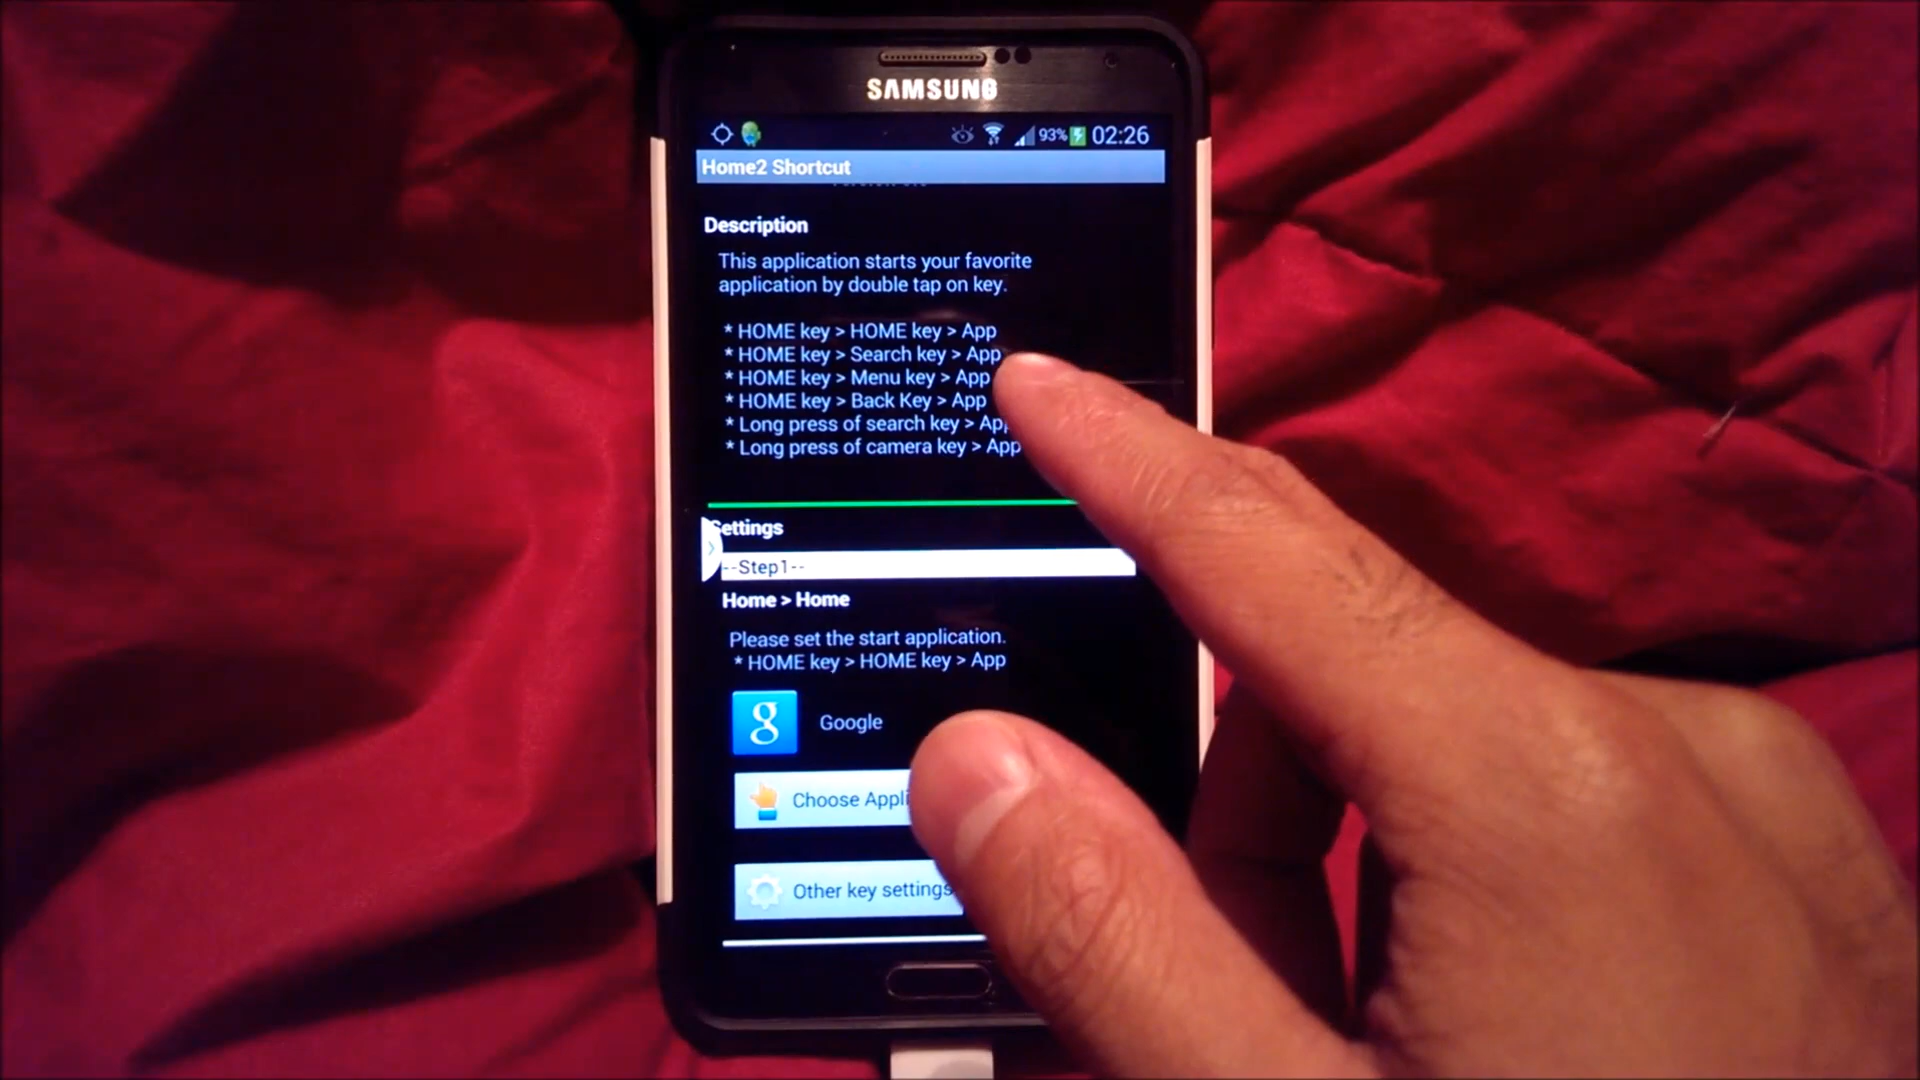 SAMSUNG
93% 02:26
Home2 Shortcut
Description
This application starts your favorite
application by double tap on key.
* HOME key > HOME key > App
* HOME key > Search key > App
* HOME key > Menu key > App
* HOME key > Back Key > App
* Long press of search key > App
* Long press of camera key > App
Settings
--Step1--
Home > Home
Please set the start application.
* HOME key > HOME key > App
g Google
Choose Appli
Other key settings